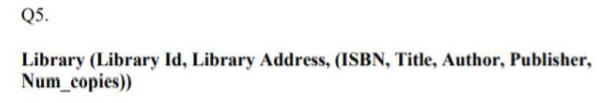 Q5.
Library (Library Id, Library Address, (ISBN, Title, Author, Publisher,
Num_copies))